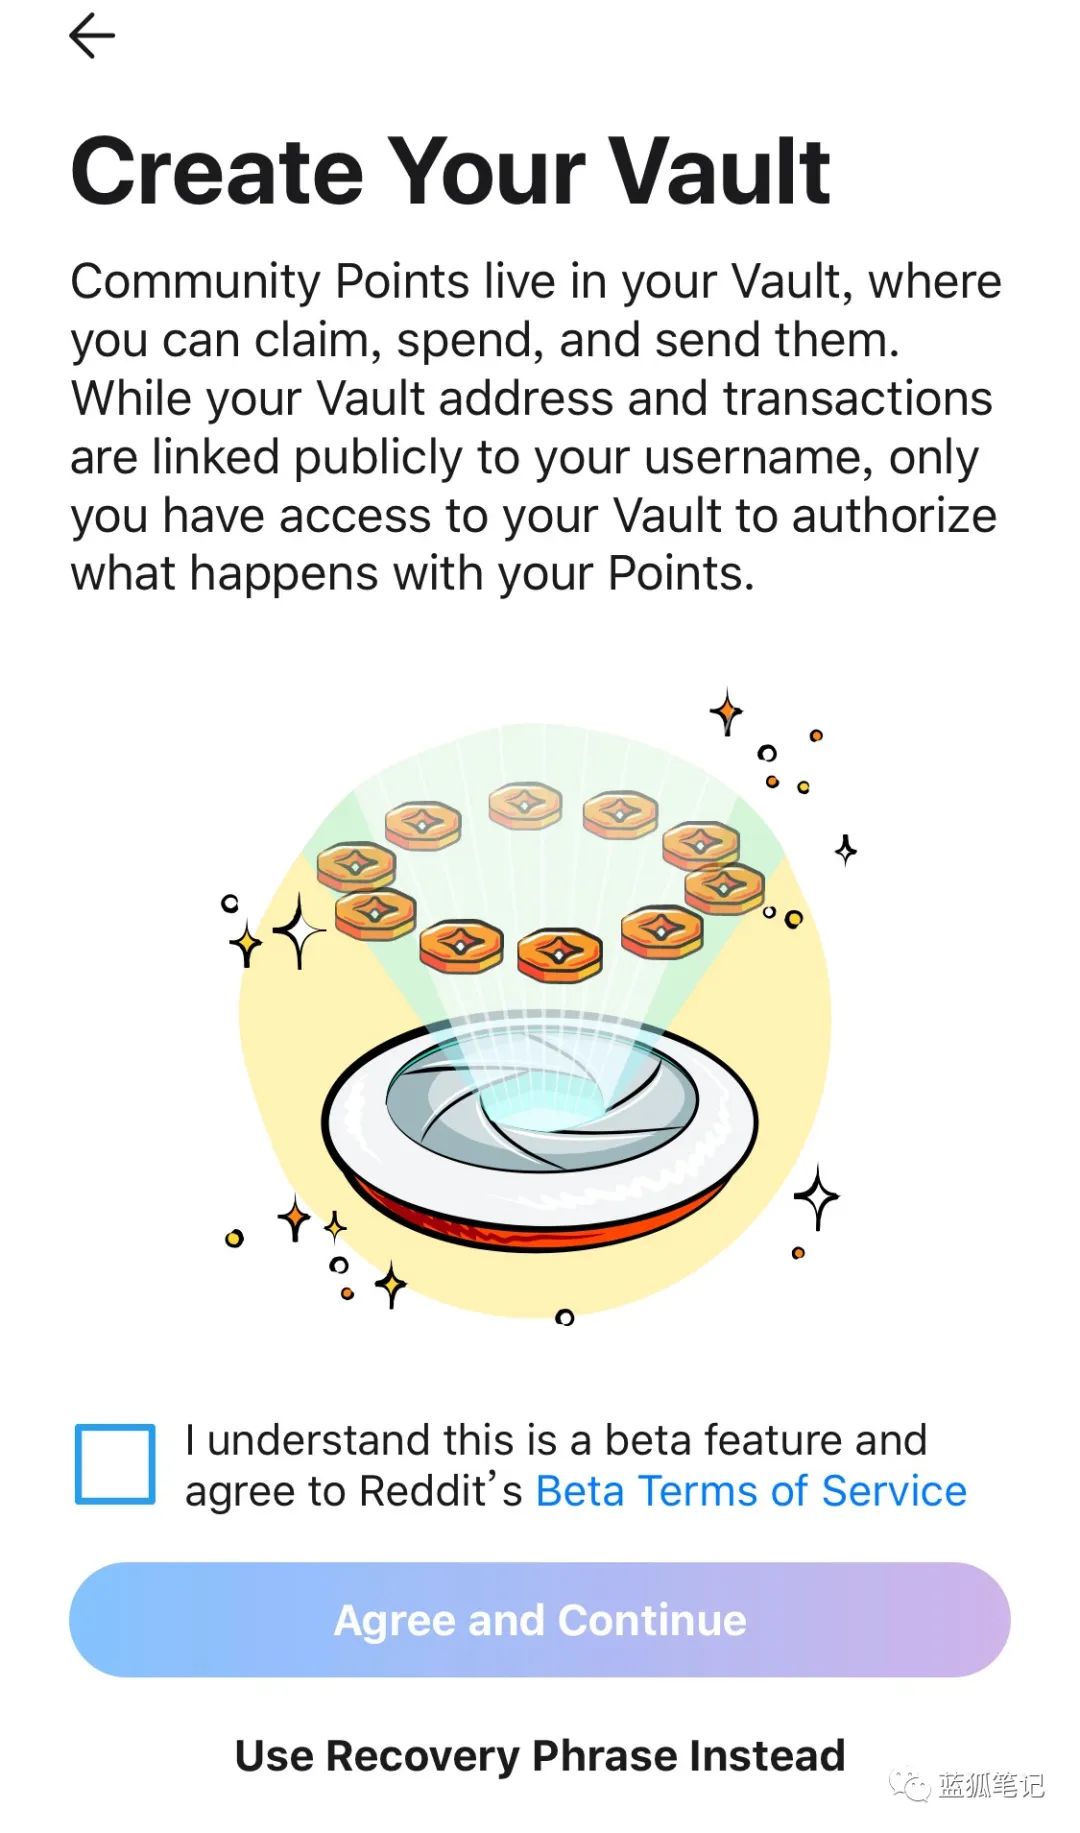 Create Your Vault
Community Points live in your Vault, where
you can claim, spend, and send them.
While your Vault address and transactions
are linked publicly to your username, only
you have access to your Vault to authorize
what happens with your Points.
I understand this is a beta feature and
agree to Reddit’s Beta Terms of Service
Agree and Continue
Use Recovery Phrase Instead
蓝狐笔记